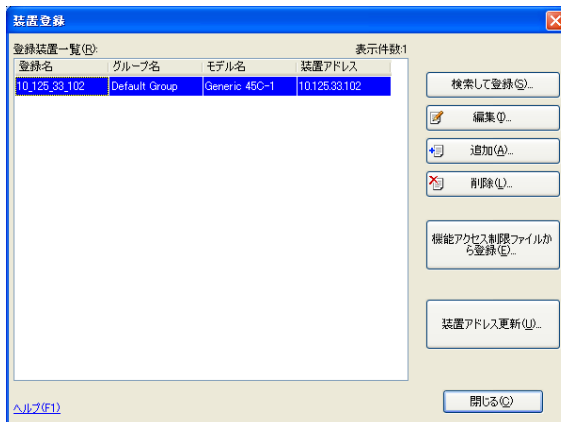 装置登録
登録装置一覧(R):
表示件数:1
登録名 グループ名 モデル名 装置アドレス
10_125_33_102 Default Group Generic 45C-1 10.125.33.102
検索して登録(S)...
編集(I)...
追加(A)...
削除(L)...
機能アクセス制限ファイルか
ら登録(E)...
装置アドレス更新(U)...
ヘルプ(F1)
閉じる(C)